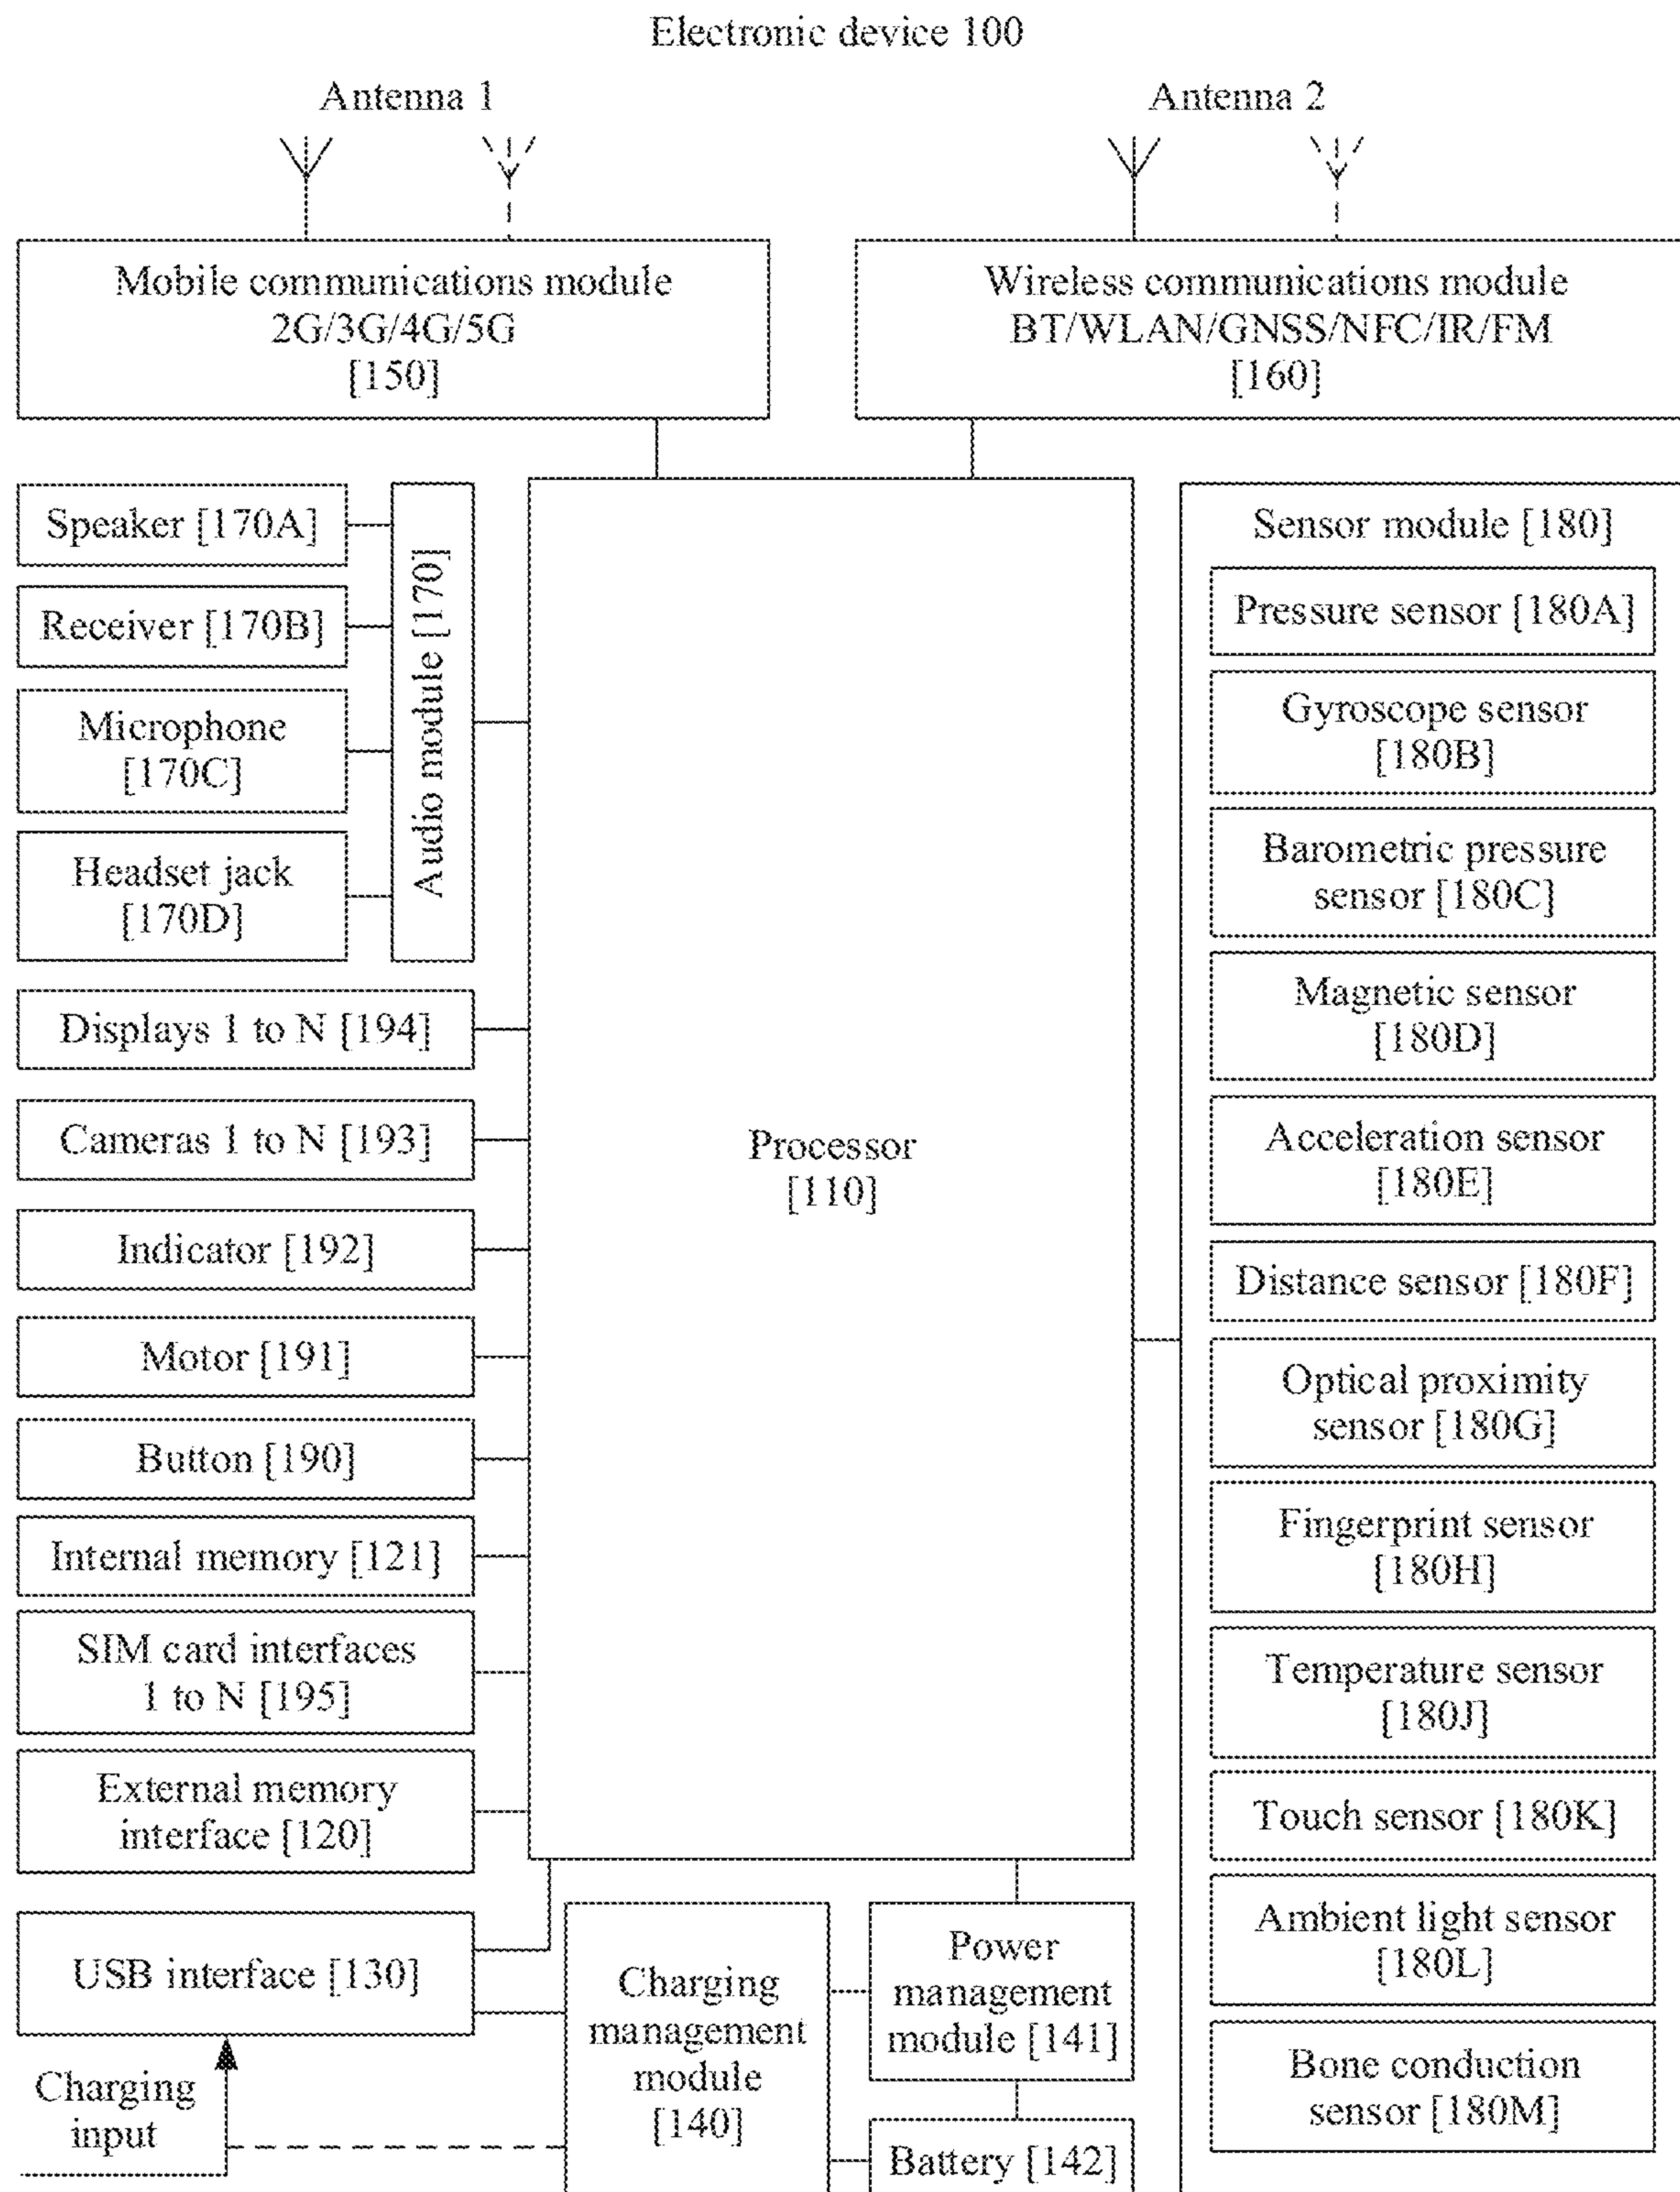 Electronic device 100
Antenna 1
Antenna 2
Mobile communications module
2G/3G/4G/5G
[150]
Wireless communications module
BT/WLAN/GNSS/NFC/IR/FM
[160]
Speaker [170A]
Receiver [170B]
Microphone
[170C]
Headset jack
[170D]
Audio module [170]
Displays 1 to N [194]
Cameras 1 to N [193]
Indicator [192]
Motor [191]
Button [190]
Internal memory [121]
SIM card interfaces
1 to N [195]
External memory
interface [120]
USB interface [130]
Charging
input
Processor
[110]
Charging
management
module
[140]
Power
management
module [141]
Battery [142]
Sensor module [180]
Pressure sensor [180A]
Gyroscope sensor
[180B]
Barometric pressure
sensor [180C]
Magnetic sensor
[180D]
Acceleration sensor
[180E]
Distance sensor [180F]
Optical proximity
sensor [180G]
Fingerprint sensor
[180H]
Temperature sensor
[180J]
Touch sensor [180K]
Ambient light sensor
[180L]
Bone conduction
sensor [180M]